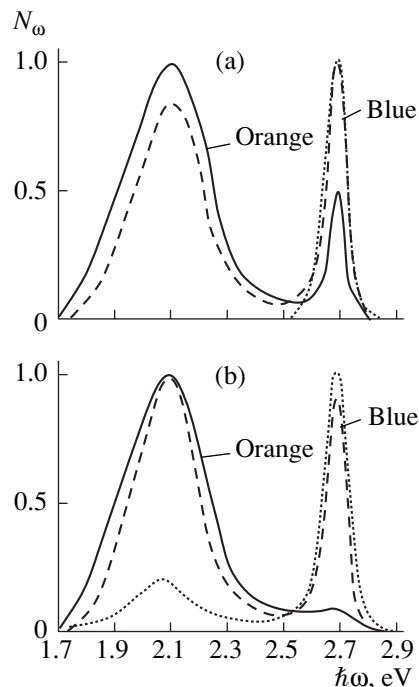 N_ω
(a)
1.0
Blue
Orange
0.5
0
(b)
1.0
Blue
Orange
0.5
0
1.7 1.9 2.1 2.3 2.5 2.7 2.9
ℏω, eV